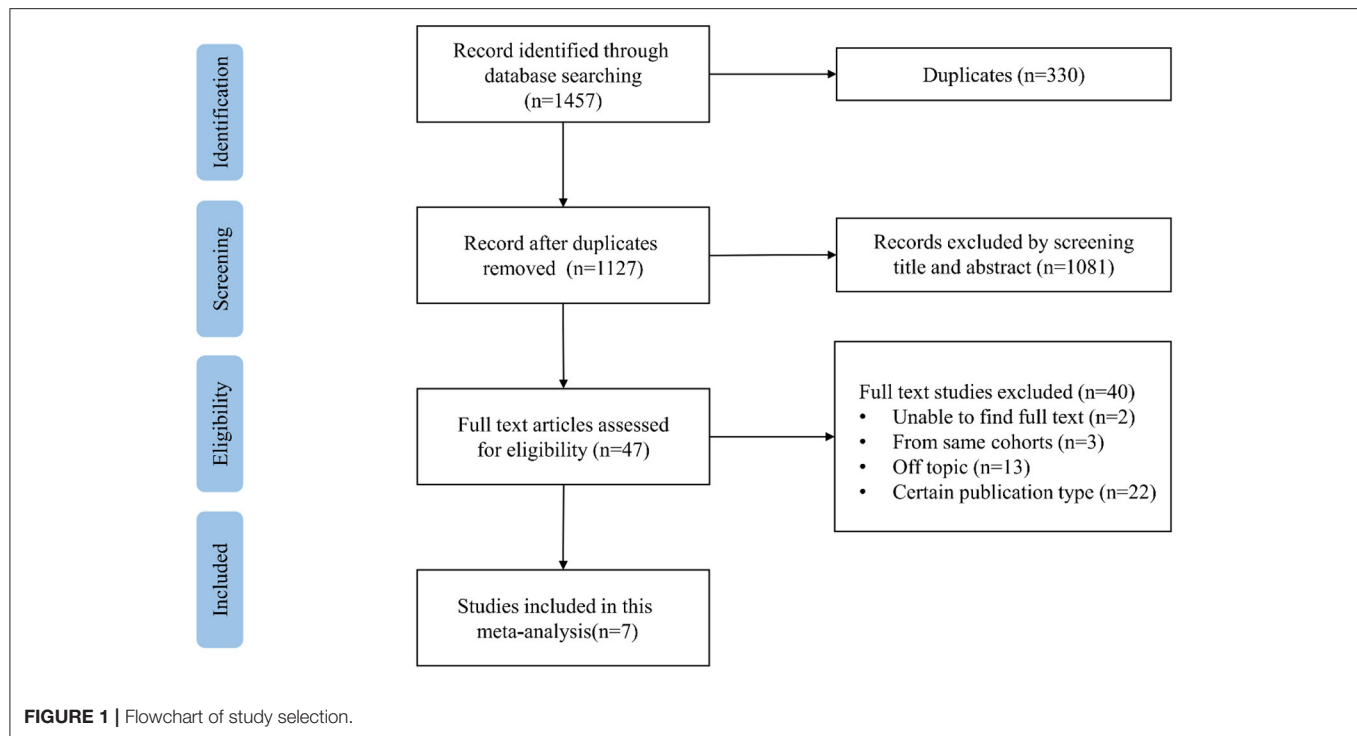 Identification
Record identified through
database searching
(n=1457)
Duplicates (n=330)
Screening
Record after duplicates
removed (n=1127)
Records excluded by screening
title and abstract (n=1081)
Eligibility
Full text articles assessed
for eligibility (n=47)
Full text studies excluded (n=40)
• Unable to find full text (n=2)
• From same cohorts (n=3)
• Off topic (n=13)
• Certain publication type (n=22)
Included
Studies included in this
meta-analysis(n=7)
FIGURE 1 | Flowchart of study selection.